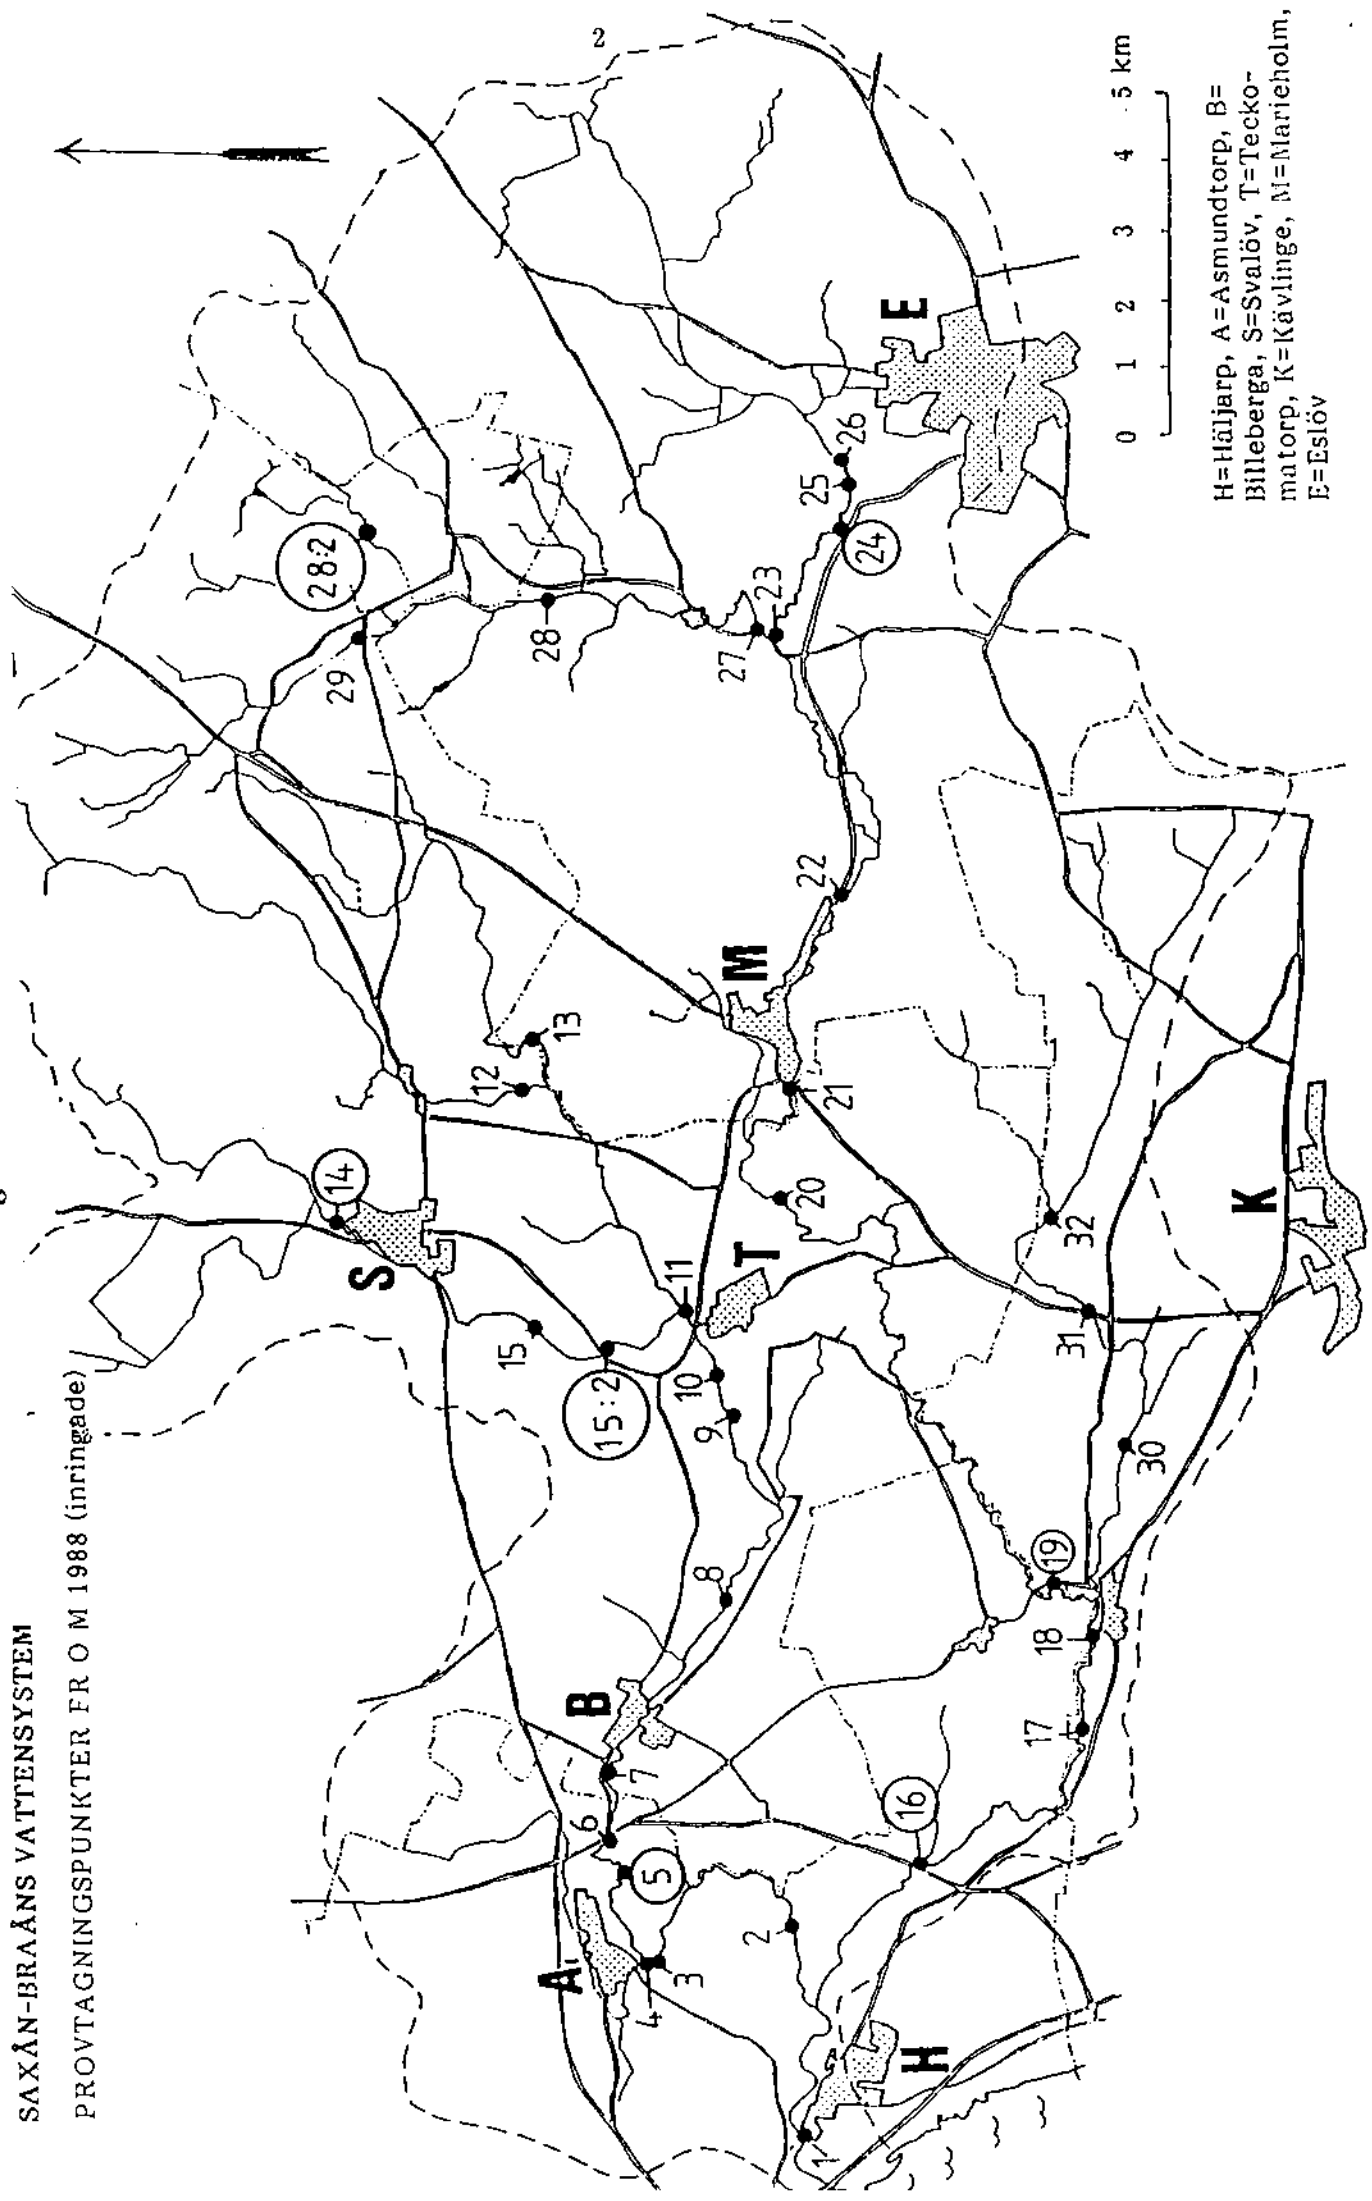 SAXÅN-BRAÅNS VATTENSYSTEM
PROVTAGNINGSPUNKTER FR O M 1988 (inringade)
2
14
S
28:2
29
12
13
15
28
15:2
11
10
9
T
M
27
23
B
8
7
6
5
A
4
3
2
1
H
16
17
18
19
20
21
22
24
25
26
E
30
31
32
K
0 1 2 3 4 5 km
H=Häljarp, A=Asmundtorp, B=
Billeberga, S=Svalöv, T=Tecko-
matorp, K=Kävlinge, M=Marieholm,
E=Eslöv